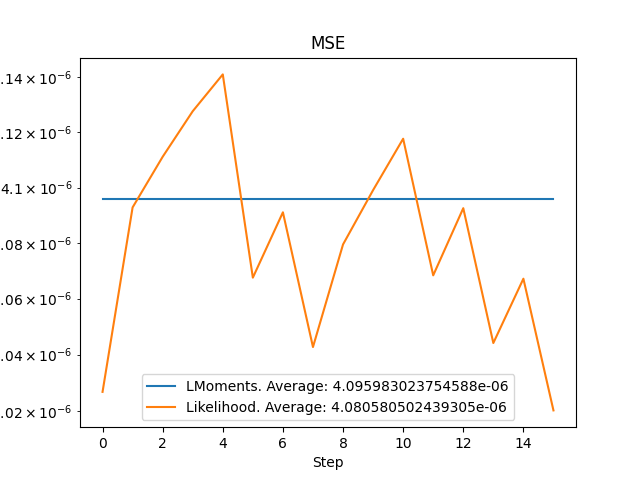 MSE
.14 × 10⁻⁶
.12 × 10⁻⁶
4.1 × 10⁻⁶
.08 × 10⁻⁶
.06 × 10⁻⁶
.04 × 10⁻⁶
.02 × 10⁻⁶
LMoments. Average: 4.095983023754588e-06
Likelihood. Average: 4.080580502439305e-06
0 2 4 6 8 10 12 14
Step